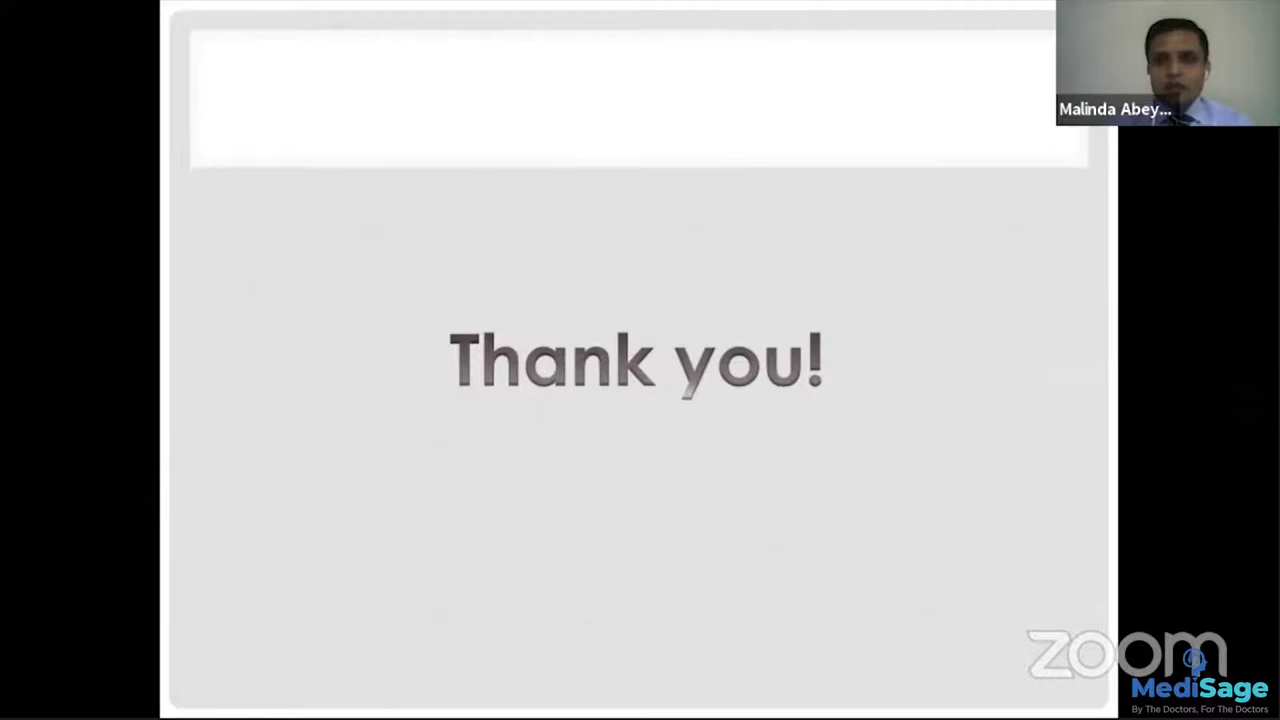 Malinda Abey...
Thank you!
zoom
MediSage
By The Doctors, For The Doctors